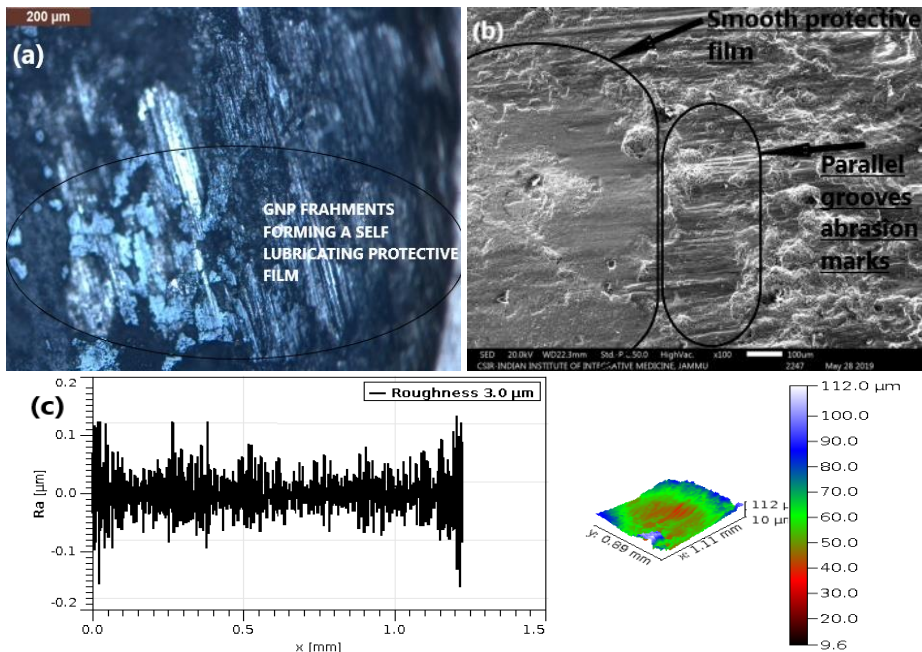 200 μm
(a)
GNP FRAHMENTS
FORMING A SELF
LUBRICATING PROTECTIVE
FILM
(b)
Smooth protective
film
Parallel
grooves
abrasion
marks
SED 20.0kV WD22.3mm Std.-P.C.50.0 HighVac. x100 100μm
CSIR-INDIAN INSTITUTE OF INTEGRATIVE MEDICINE, JAMMU 2247 May 28 2019
(c)
Roughness 3.0 μm
0.2
0.1
0.0
-0.1
-0.2
Ra [μm]
0.0 0.5 1.0 1.5
x [mm]
112 μ
10 μ
y: 0.89 mm
x: 1.11 mm
112.0 μm
100.0
90.0
80.0
70.0
60.0
50.0
40.0
30.0
20.0
9.6